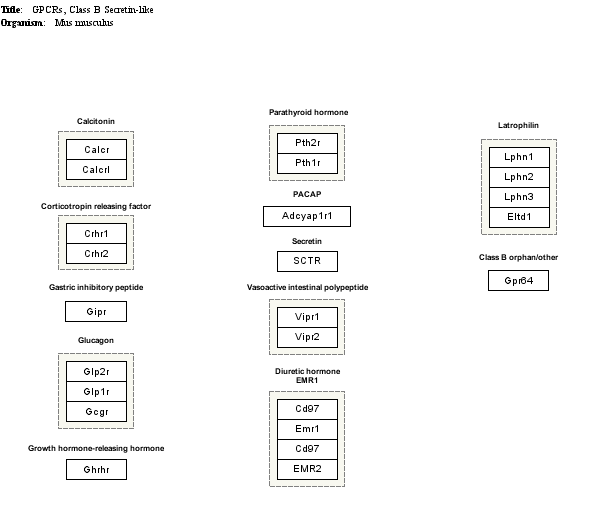 Title: GPCRs, Class B Secretin-like
Organism: Mus musculus
Calcitonin
Calcr
Calcrl
Corticotropin releasing factor
Crhr1
Crhr2
Gastric inhibitory peptide
Gipr
Glucagon
Glp2r
Glp1r
Gcgr
Growth hormone-releasing hormone
Ghrhr
Parathyroid hormone
Pth2r
Pth1r
PACAP
Adcyap1r1
Secretin
SCTR
Vasoactive intestinal polypeptide
Vipr1
Vipr2
Diuretic hormone
EMR1
Cd97
Emr1
Cd97
EMR2
Latrophilin
Lphn1
Lphn2
Lphn3
Eltd1
Class B orphan/other
Gpr64